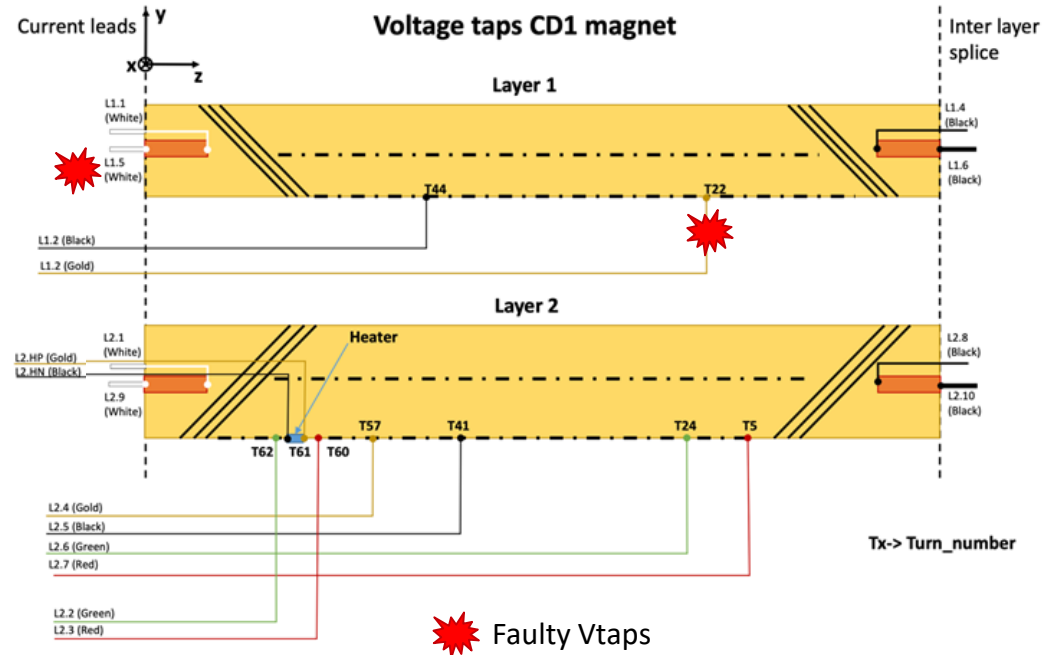 Voltage taps CD1 magnet
Current leads
y
x
z
Inter layer
splice
Layer 1
L1.1
(White)
L1.5
(White)
L1.4
(Black)
L1.6
(Black)
T44
T22
L1.2 (Black)
L1.2 (Gold)
Layer 2
L2.1
(White)
Heater
L2.8
(Black)
L2.HP (Gold)
L2.HN (Black)
L2.9
(White)
L2.10
(Black)
T57
T41
T24
T5
T62
T61
T60
L2.4 (Gold)
L2.5 (Black)
L2.6 (Green)
L2.7 (Red)
Tx-> Turn_number
L2.2 (Green)
L2.3 (Red)
Faulty Vtaps